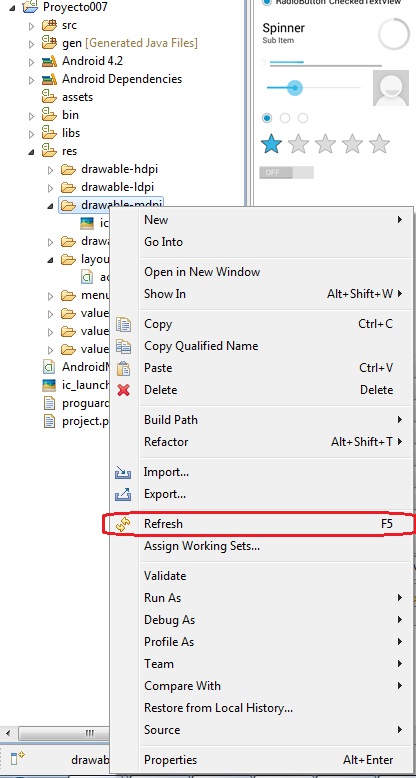 Proyecto007
src
gen [Generated Java Files]
Android 4.2
Android Dependencies
assets
bin
libs
res
drawable-hdpi
drawable-ldpi
drawable-mdpi
ic
drawa
layou
ac
menu
value
value
value
AndroidM
ic_launch
proguard
project.p
RadioButton CheckedTextView
Spinner
Sub Item
OFF
New
Go Into
Open in New Window
Show In Alt+Shift+W
Copy Ctrl+C
Copy Qualified Name
Paste Ctrl+V
Delete Delete
Build Path
Refactor Alt+Shift+T
Import...
Export...
Refresh F5
Assign Working Sets...
Validate
Run As
Debug As
Profile As
Team
Compare With
Restore from Local History...
Source
Properties Alt+Enter
drawab